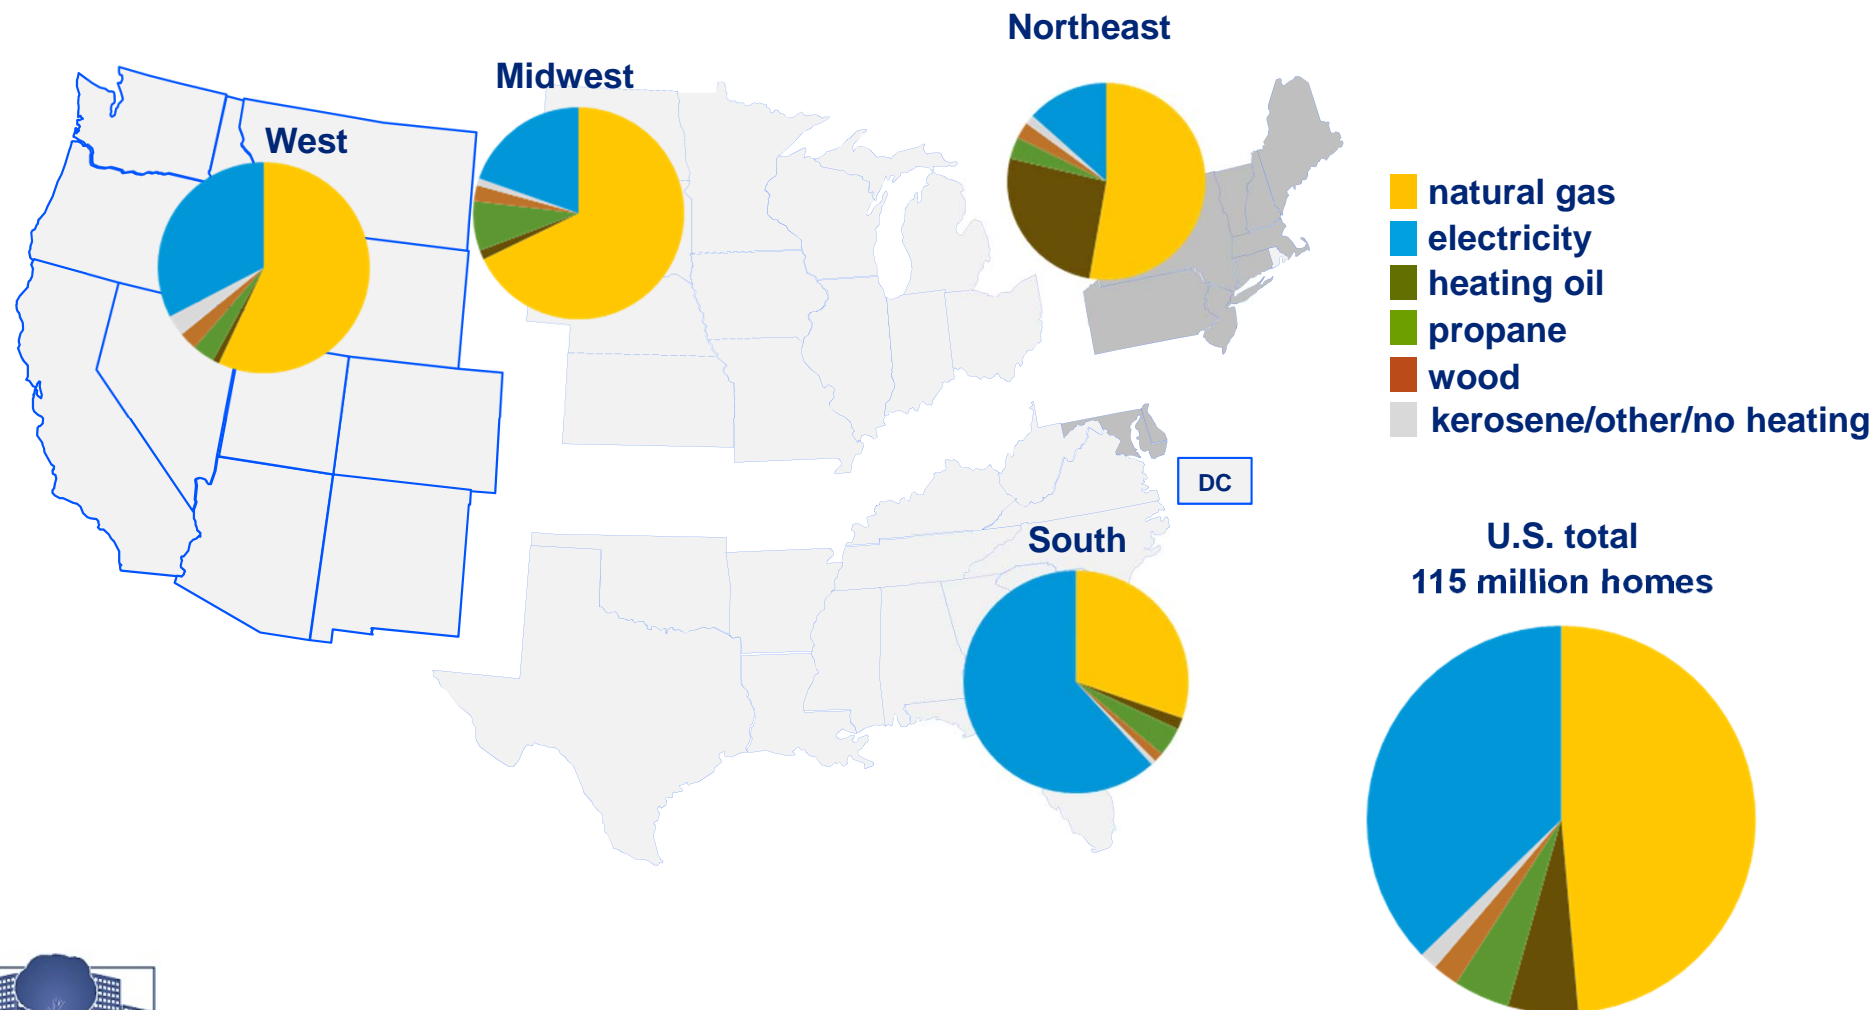 Northeast
Midwest
West
natural gas
electricity
heating oil
propane
wood
kerosene/other/no heating
DC
South
U.S. total
115 million homes